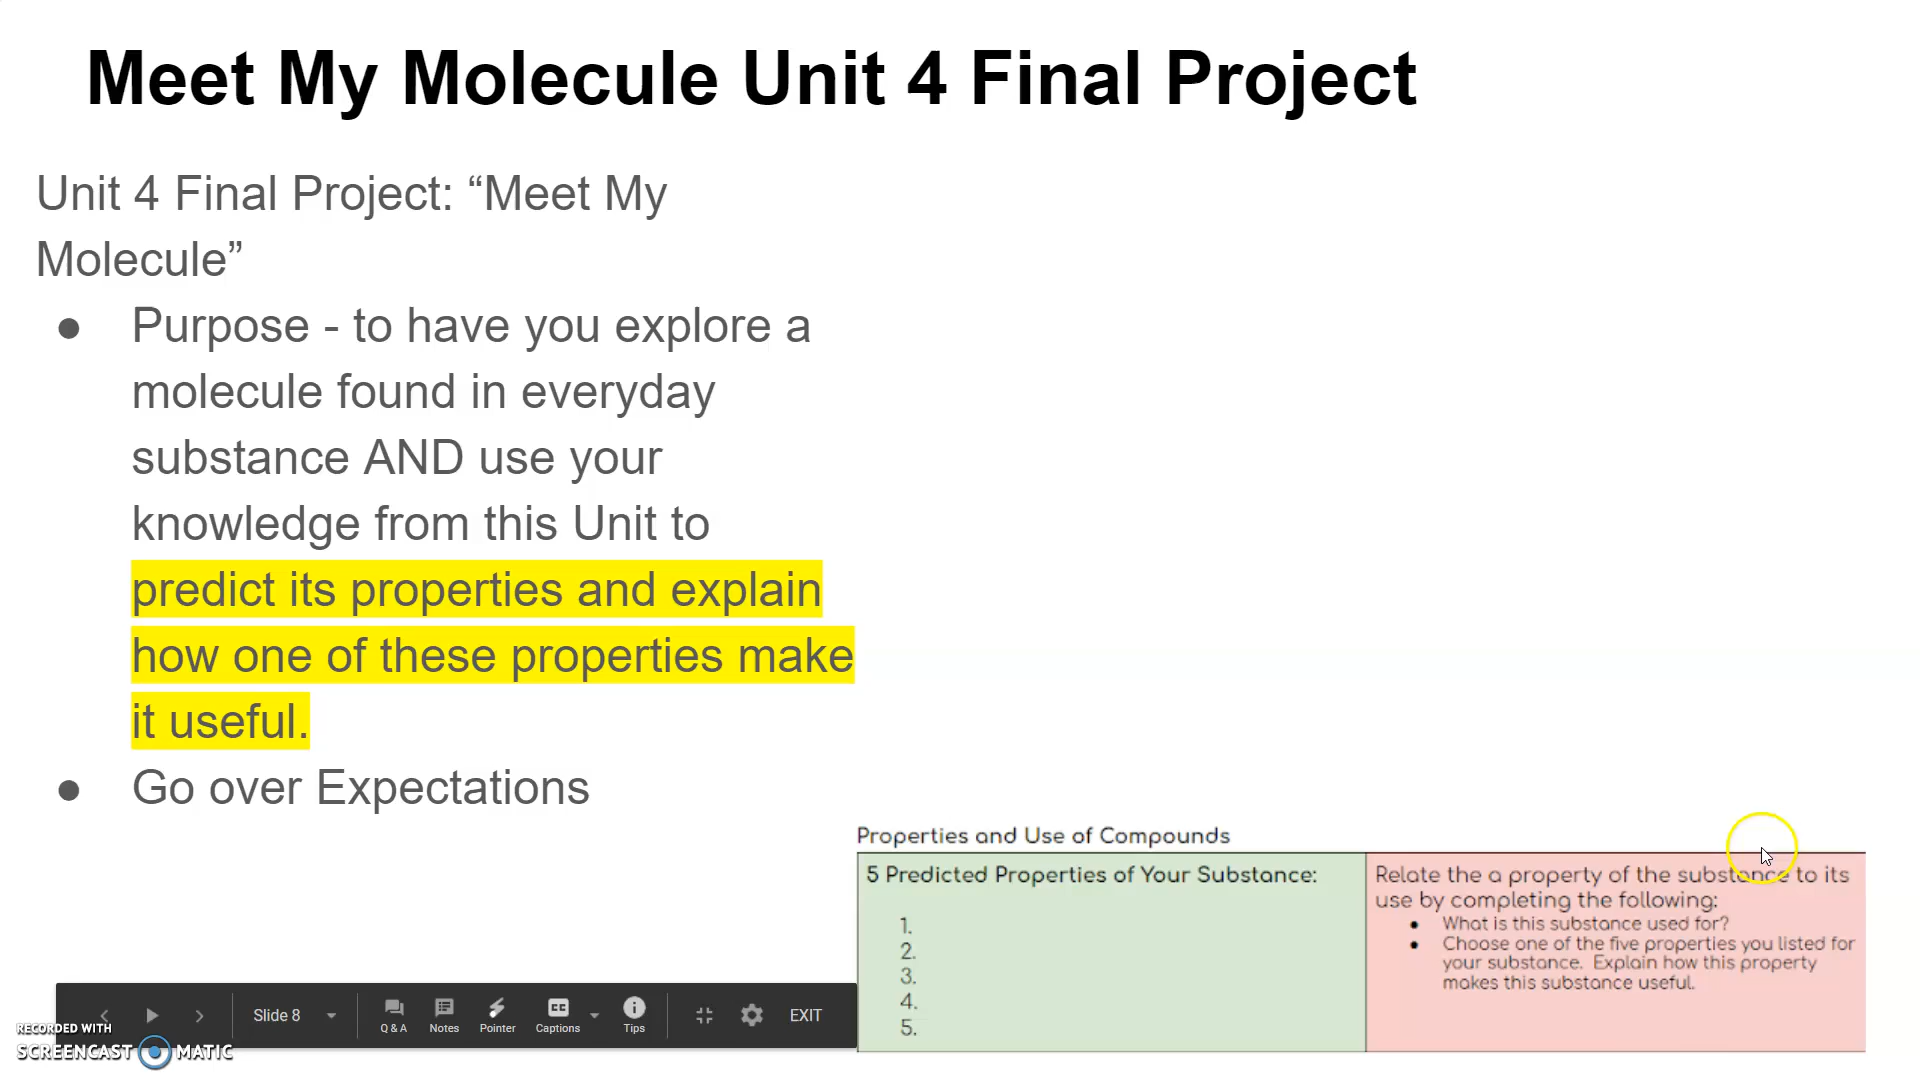 Meet My Molecule Unit 4 Final Project
Unit 4 Final Project: “Meet My
Molecule”
● Purpose - to have you explore a
molecule found in everyday
substance AND use your
knowledge from this Unit to
predict its properties and explain
how one of these properties make
it useful.
● Go over Expectations
Properties and Use of Compounds
5 Predicted Properties of Your Substance:
1.
2.
3.
4.
5.
Relate the a property of the substance to its
use by completing the following:
● What is this substance used for?
● Choose one of the five properties you listed for
your substance. Explain how this property
makes this substance useful.
Slide 8
Q & A
Notes
Pointer
CC
Captions
Tips
EXIT
RECORDED WITH
SCREENCAST MATIC